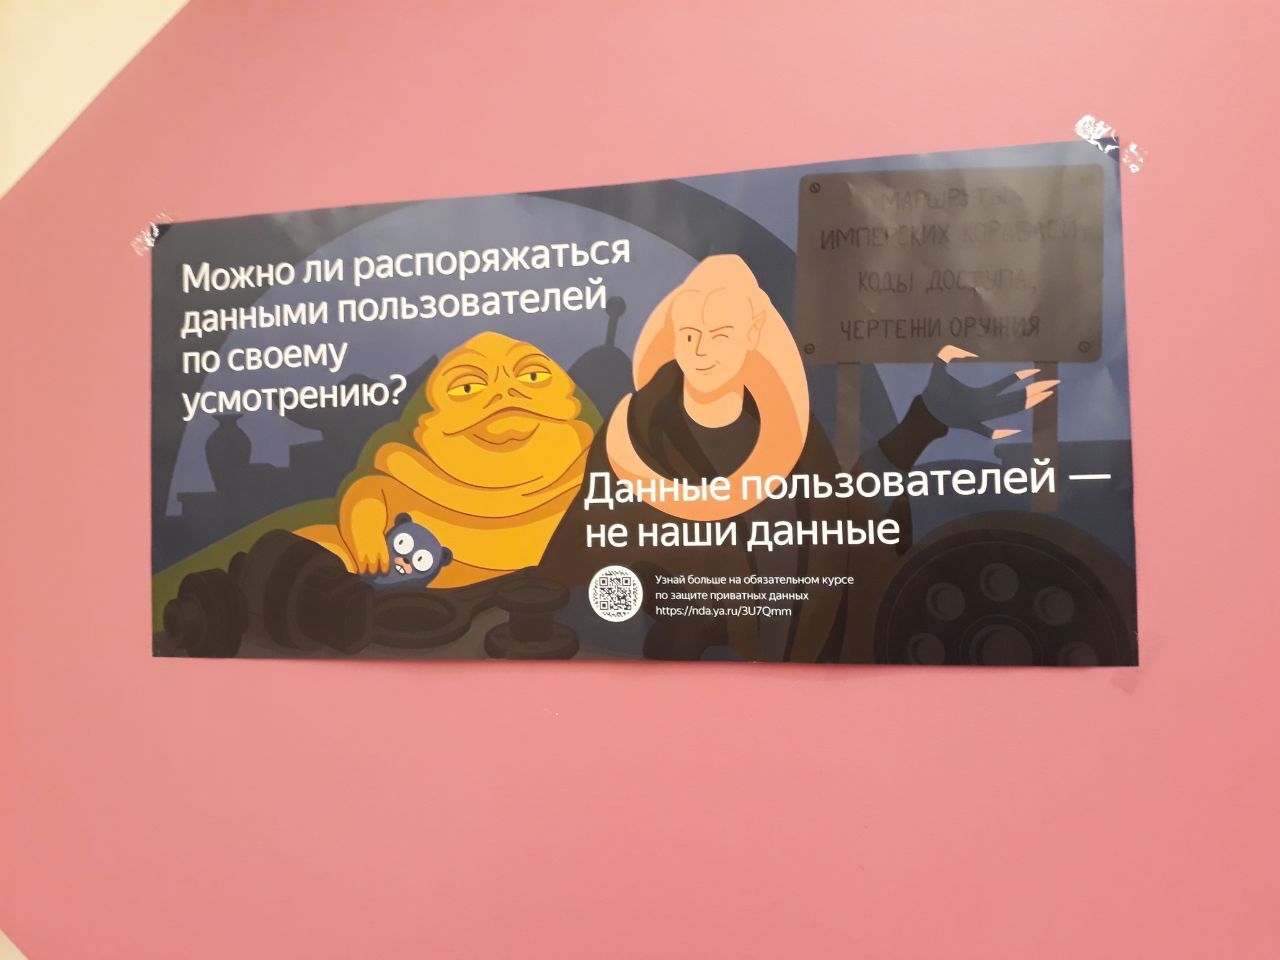 Можно ли распоряжаться
данными пользователей
по своему
усмотрению?
МАРШРУТЫ
ИМПЕРСКИХ КОРАБЛЕЙ,
КОДЫ ДОСТУПА,
ЧЕРТЕЖИ ОРУЖИЯ
Данные пользователей —
не наши данные
Узнай больше на обязательном курсе
по защите приватных данных
https://nda.ya.ru/3U7Qmm